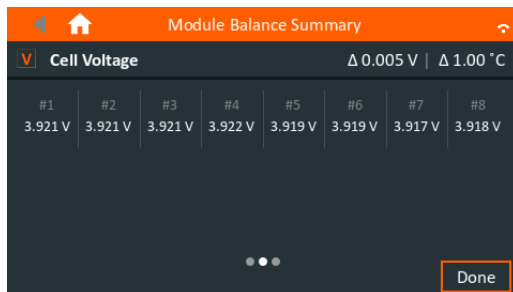 Module Balance Summary
V Cell Voltage Δ 0.005 V | Δ 1.00 °C
#1 #2 #3 #4 #5 #6 #7 #8
3.921 V 3.921 V 3.921 V 3.922 V 3.919 V 3.919 V 3.917 V 3.918 V
Done